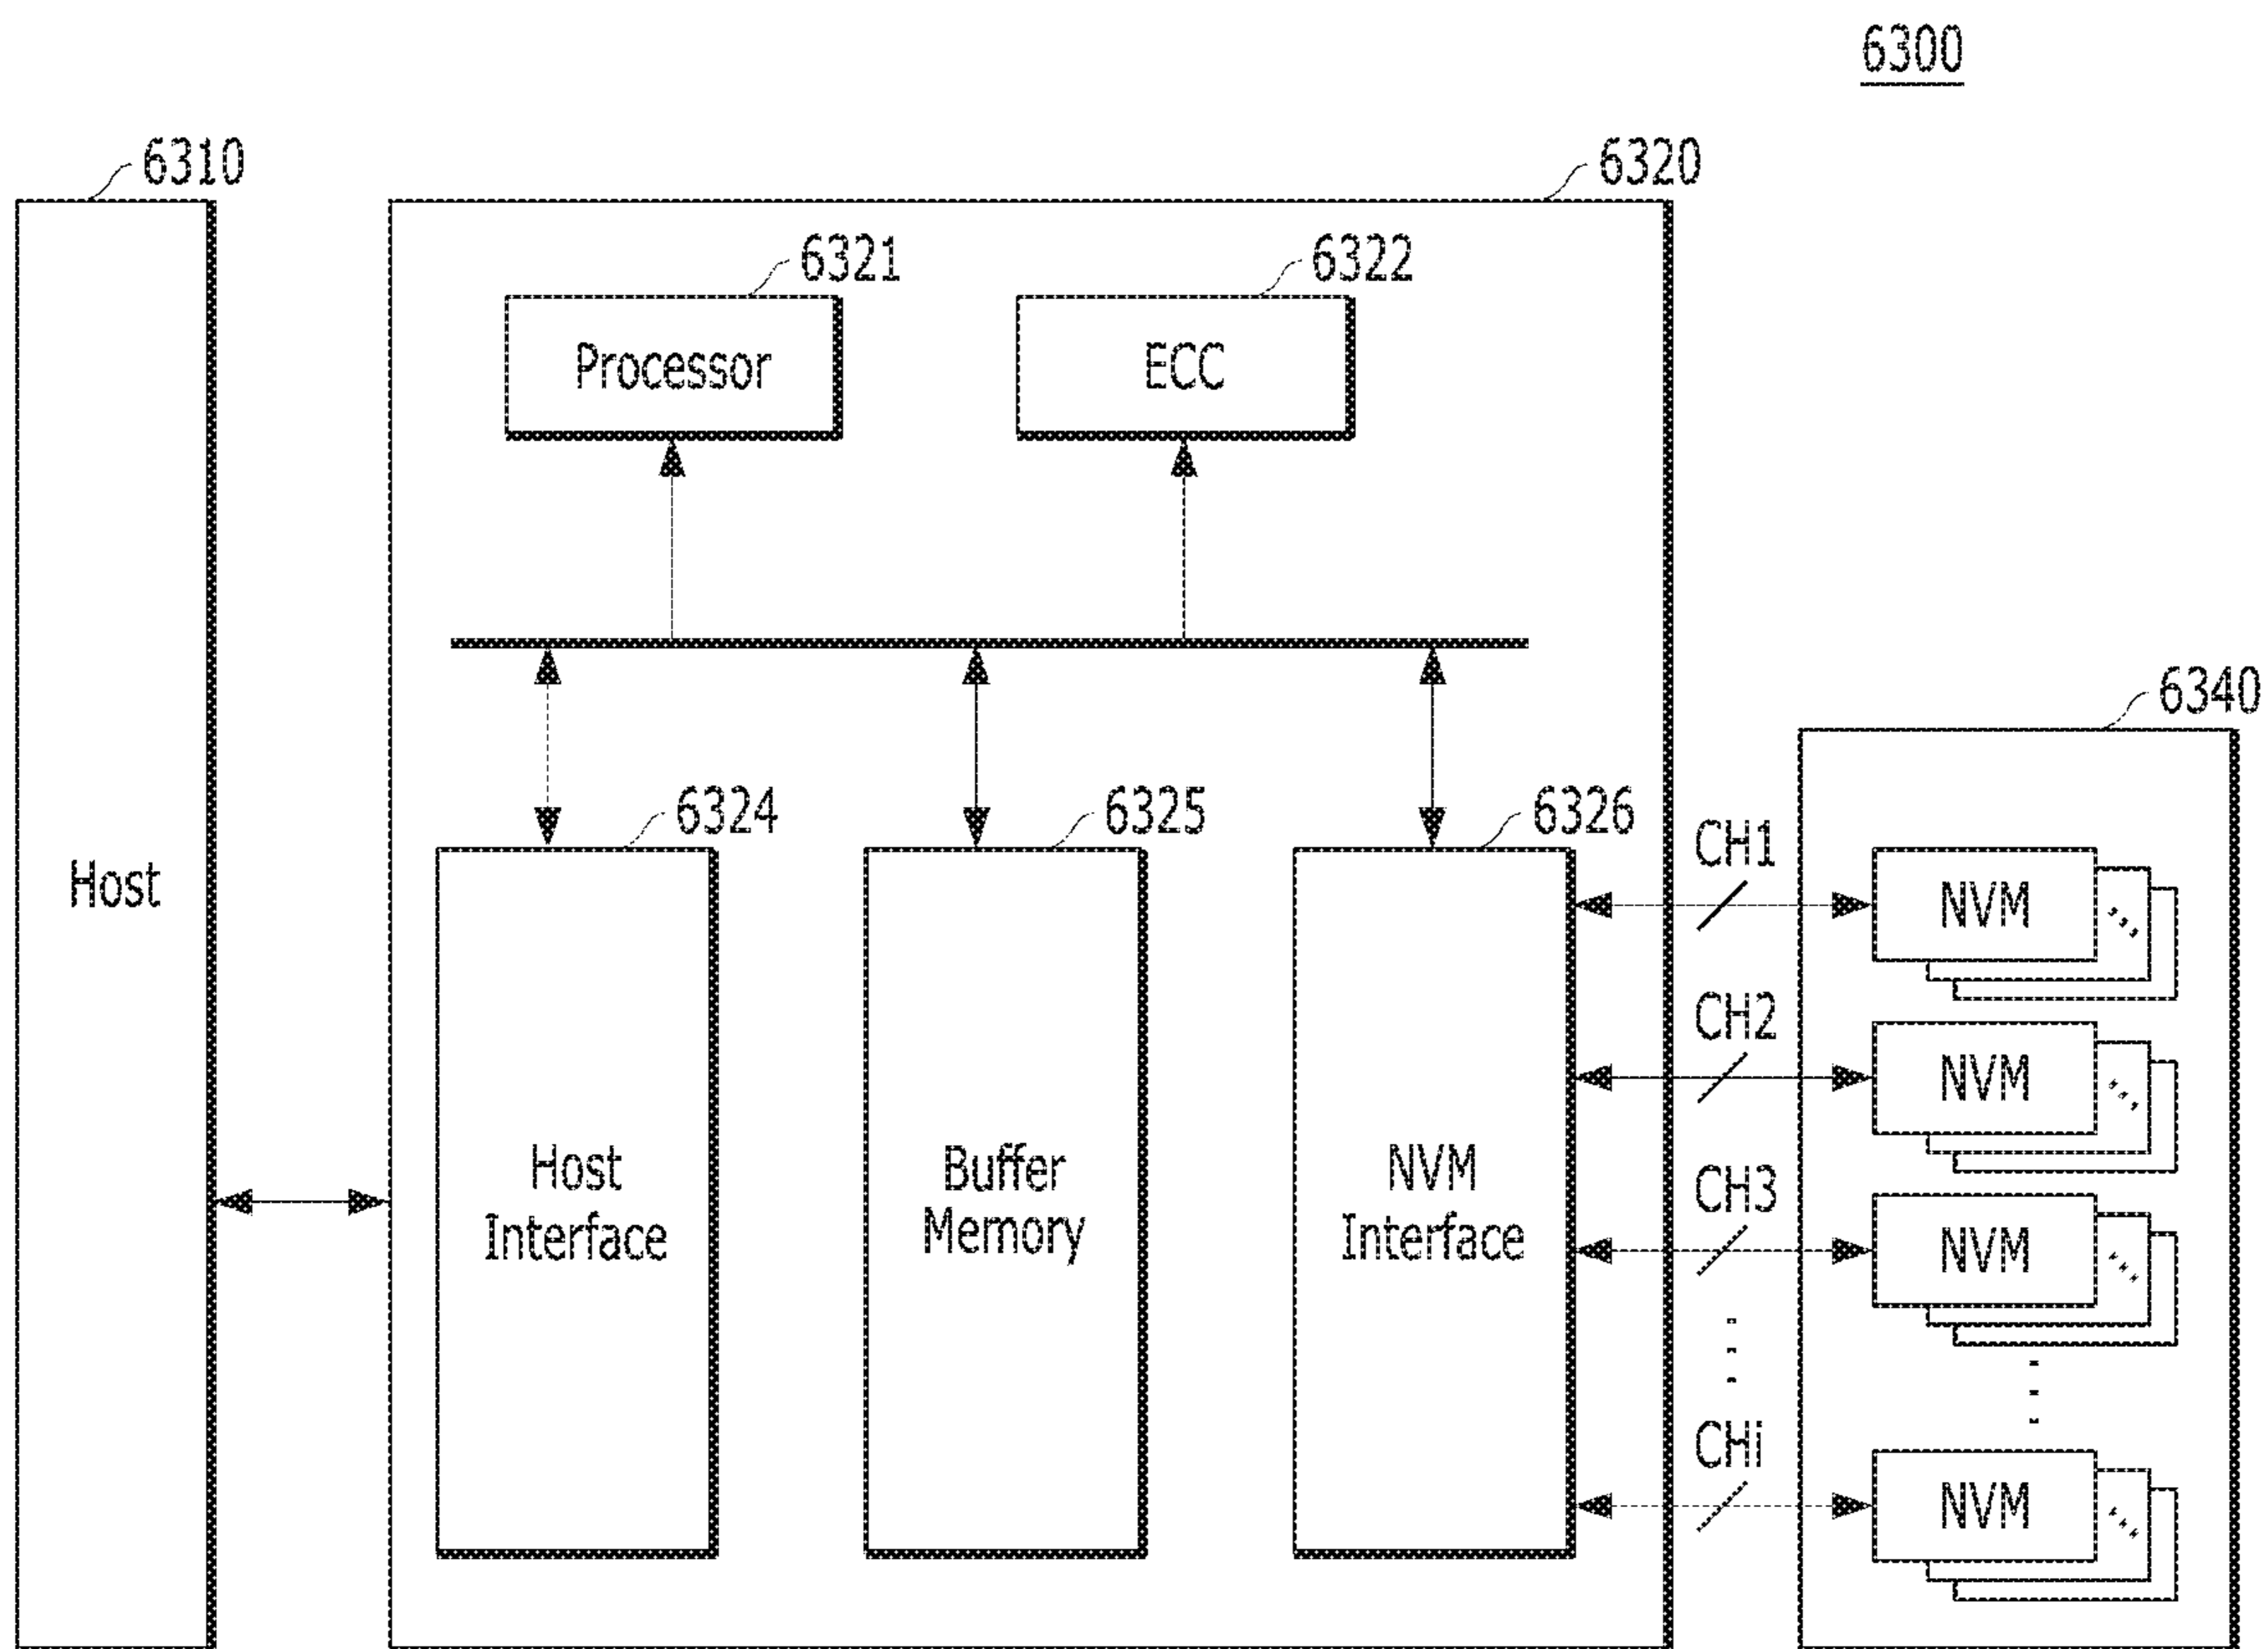 6300
6310
6320
6321
6322
Processor
ECC
6340
6324
6325
6326
CH1
Host
NVM
CH2
NVM
Host
Interface
Buffer
Memory
NVM
Interface
CH3
NVM
CHi
NVM